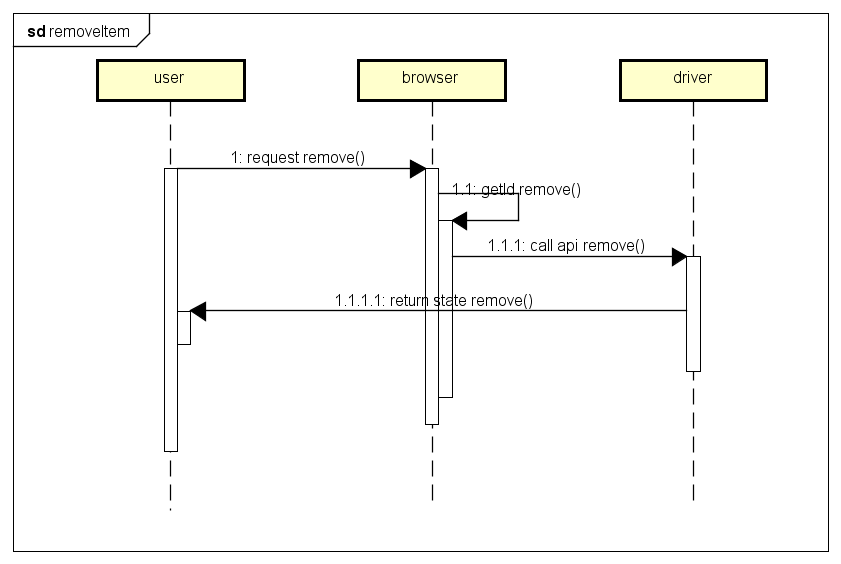 sd removeItem
user
browser
driver
1: request remove()
1.1: getId remove()
1.1.1: call api remove()
1.1.1.1: return state remove()